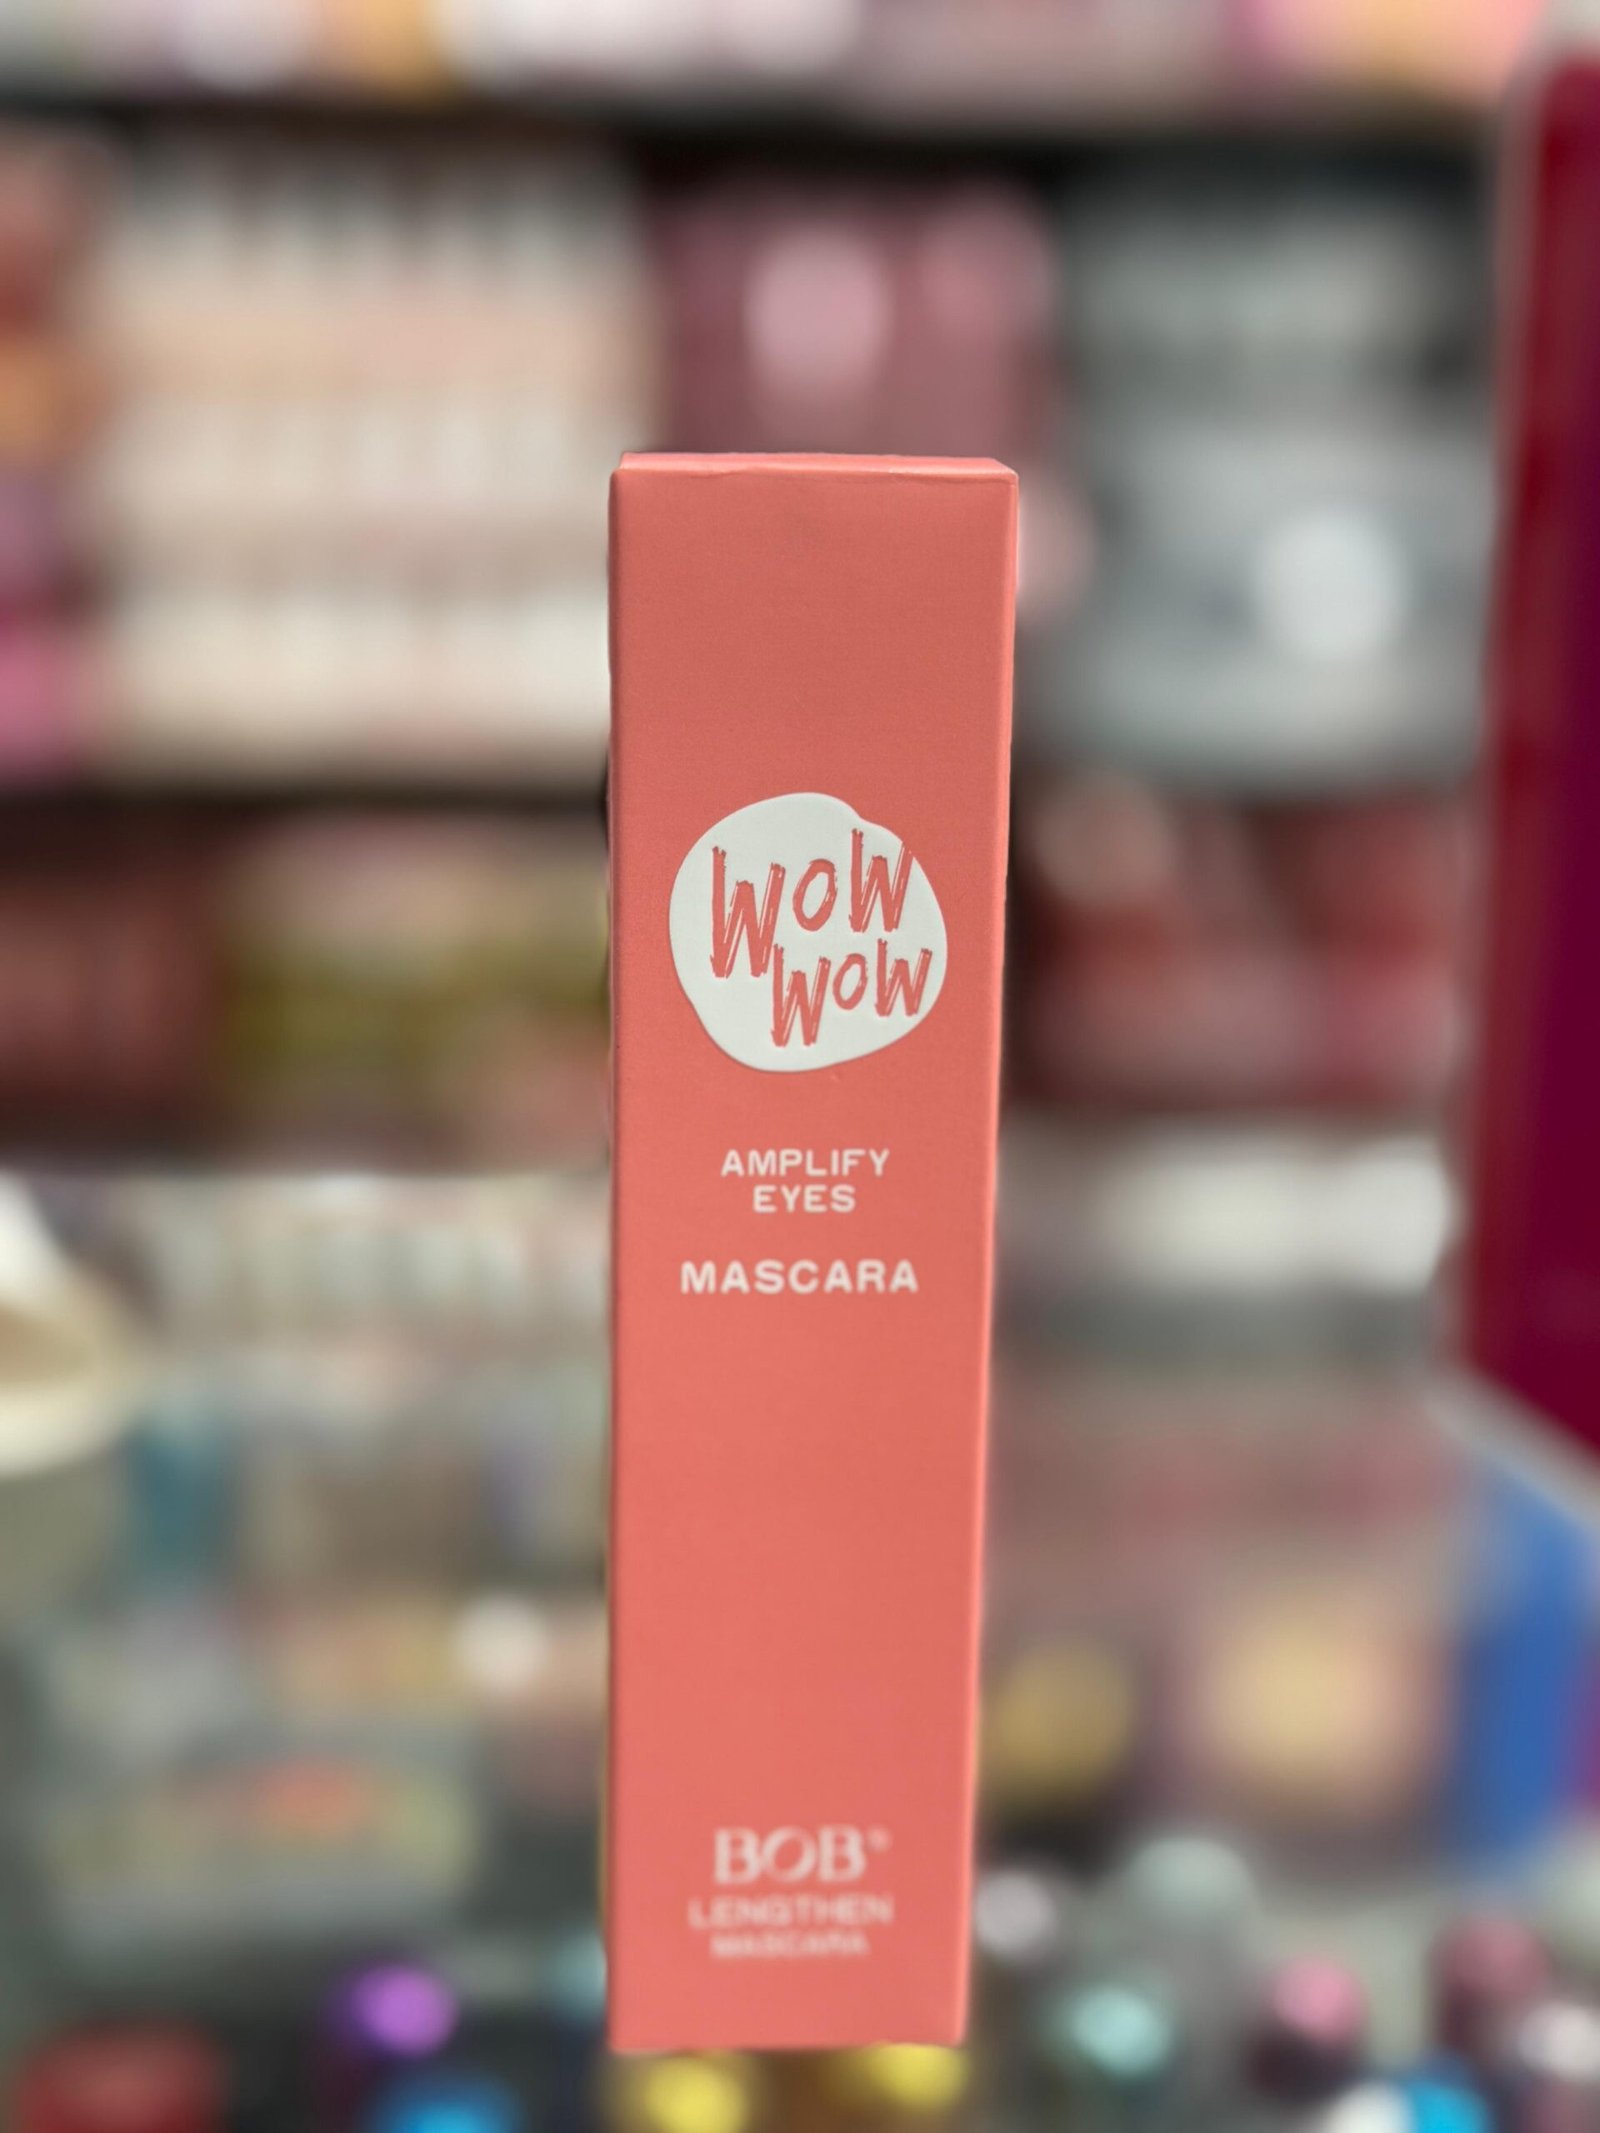 WOW
WOW
AMPLIFY
EYES
MASCARA
BOB®
LENGTHEN
MASCARA